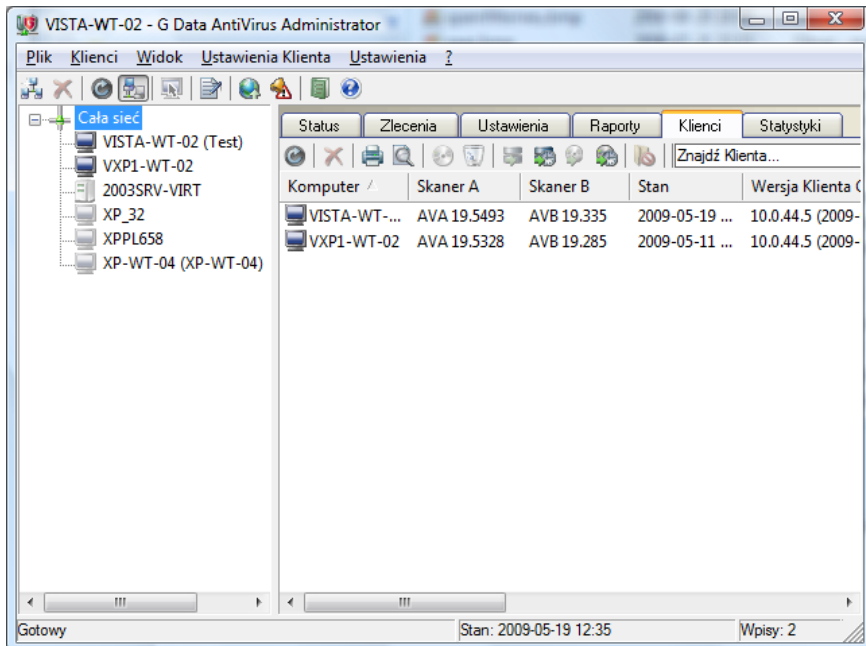 VISTA-WT-02 - G Data AntiVirus Administrator
Plik Klienci Widok Ustawienia Klienta Ustawienia ?
Cała sieć
VISTA-WT-02 (Test)
VXP1-WT-02
2003SRV-VIRT
XP_32
XPPL658
XP-WT-04 (XP-WT-04)
Status Zlecenia Ustawienia Raporty Klienci Statystyki
Znajdź Klienta...
Komputer Skaner A Skaner B Stan Wersja Klienta
VISTA-WT-... AVA 19.5493 AVB 19.335 2009-05-19 ... 10.0.44.5 (2009-
VXP1-WT-02 AVA 19.5328 AVB 19.285 2009-05-11 ... 10.0.44.5 (2009-
Gotowy Stan: 2009-05-19 12:35 Wpisy: 2